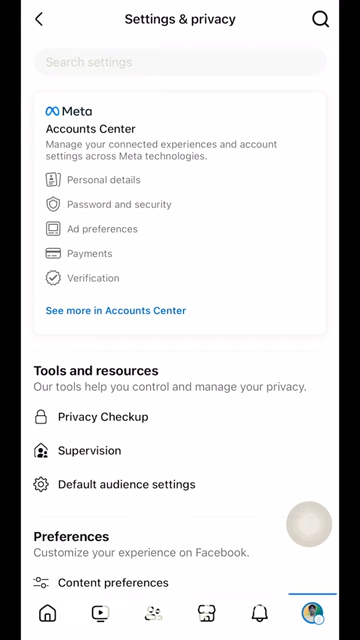 Settings & privacy
Search settings
Meta
Accounts Center
Manage your connected experiences and account
settings across Meta technologies.
Personal details
Password and security
Ad preferences
Payments
Verification
See more in Accounts Center
Tools and resources
Our tools help you control and manage your privacy.
Privacy Checkup
Supervision
Default audience settings
Preferences
Customize your experience on Facebook.
Content preferences